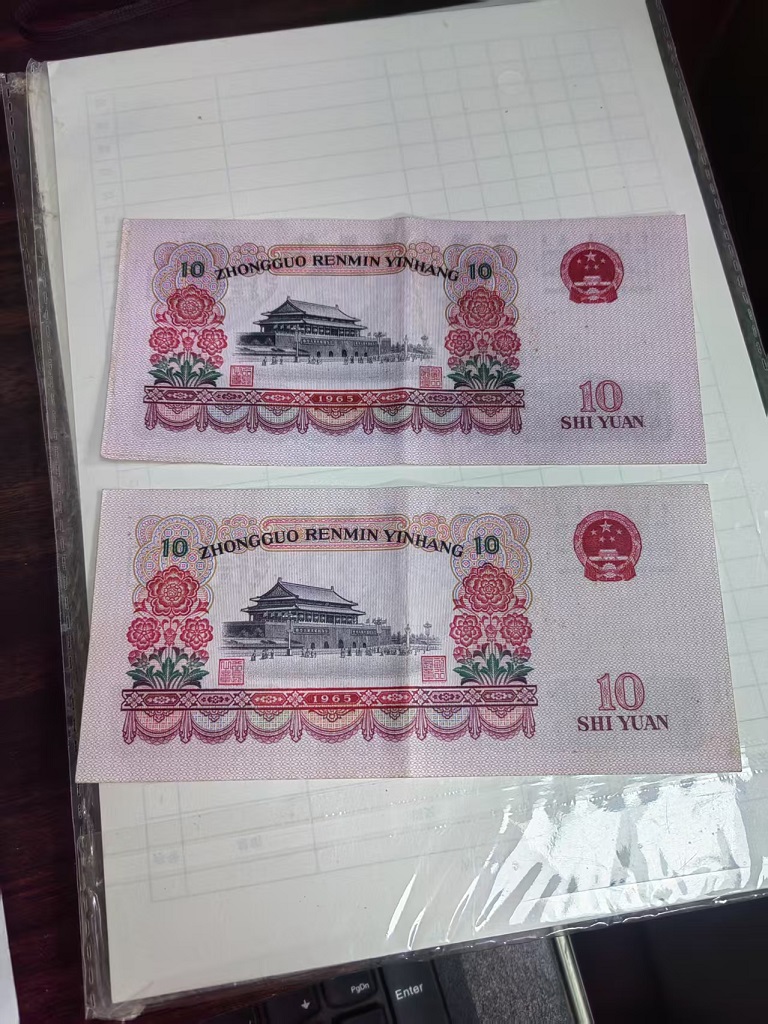 10 ZHONGGUO RENMIN YINHANG 10
1965
10
SHI YUAN
10 ZHONGGUO RENMIN YINHANG 10
1965
10
SHI YUAN
PgDn
Enter